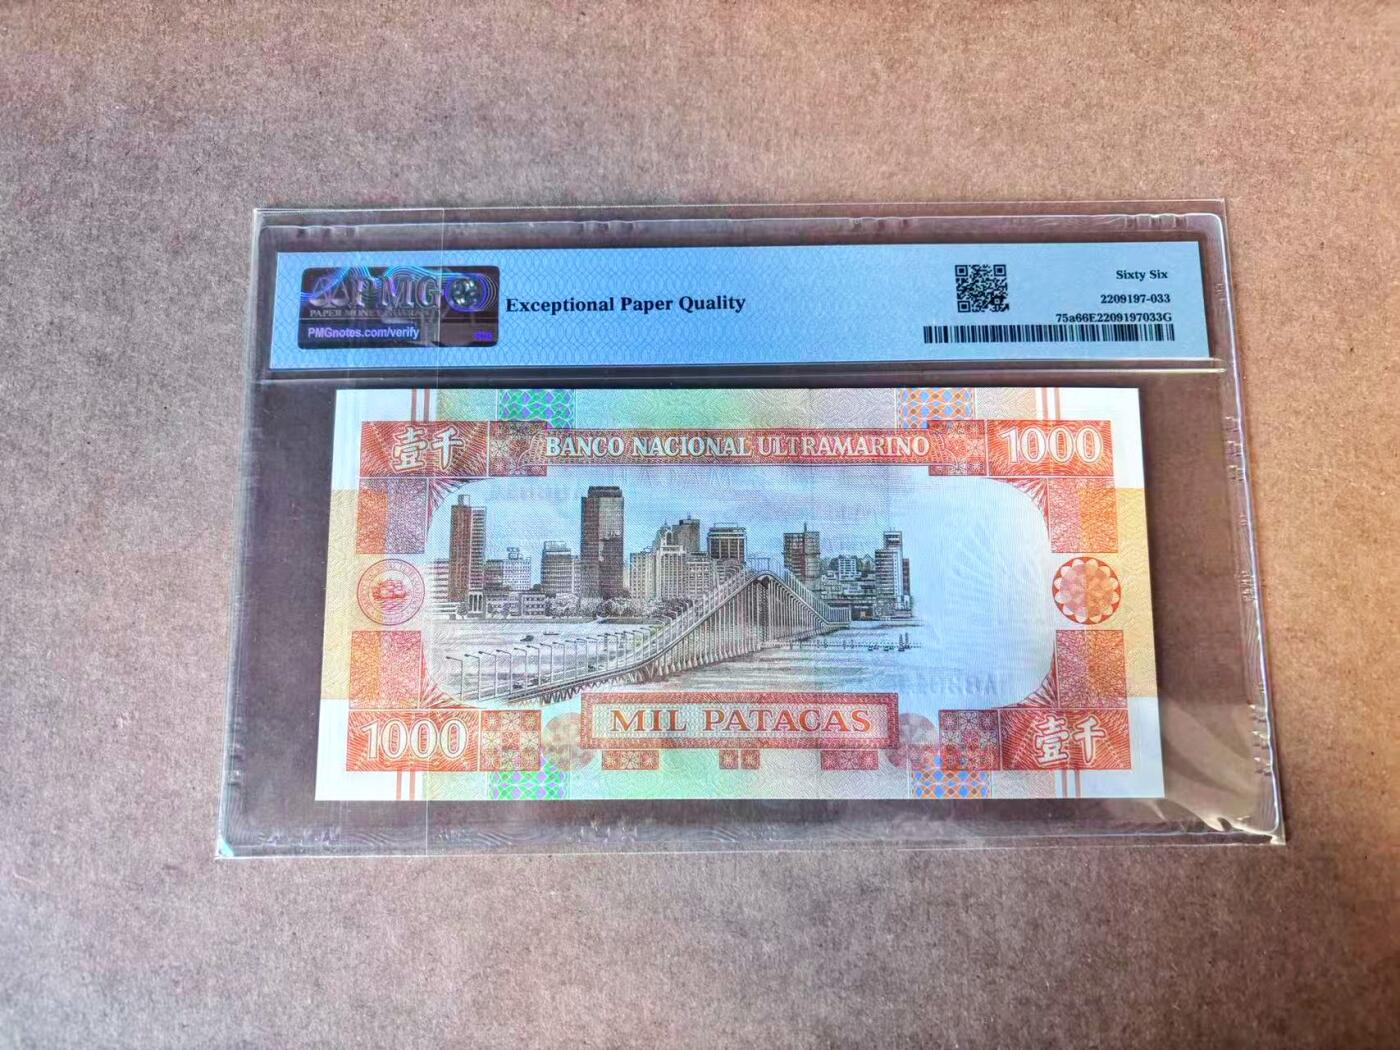 PMG
PAPER MONEY GUARANTY
PMGnotes.com/verify
Exceptional Paper Quality
Sixty Six
2209197-033
75a66E2209197033G
壹千
BANCO NACIONAL ULTRAMARINO
1000
1000
MIL PATACAS
壹千